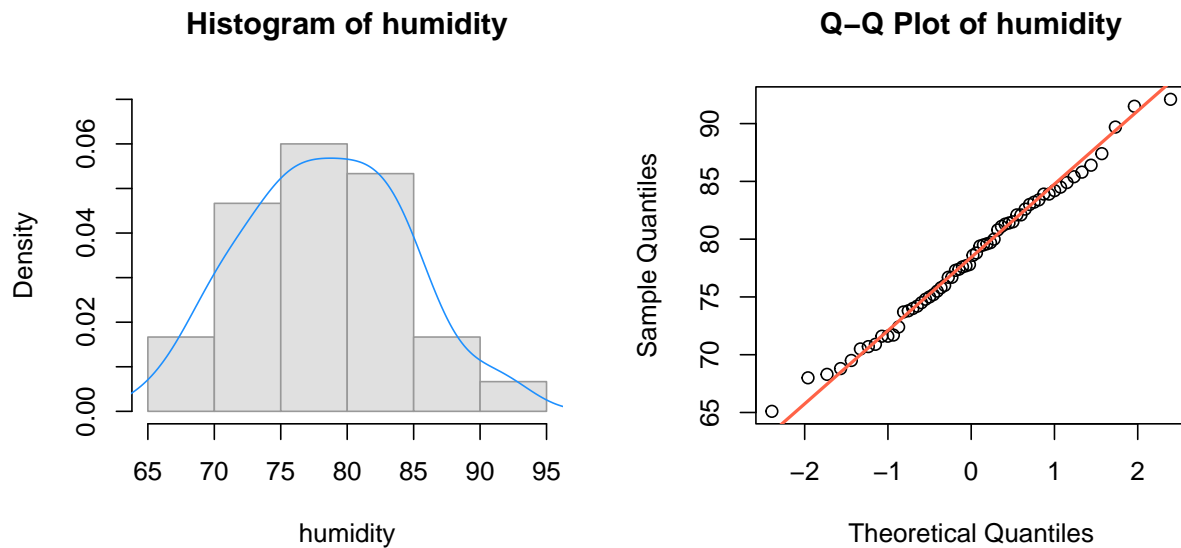 Histogram of humidity
Density
0.00 0.02 0.04 0.06
65 70 75 80 85 90 95
humidity
Q−Q Plot of humidity
Sample Quantiles
65 70 75 80 85 90
−2 −1 0 1 2
Theoretical Quantiles